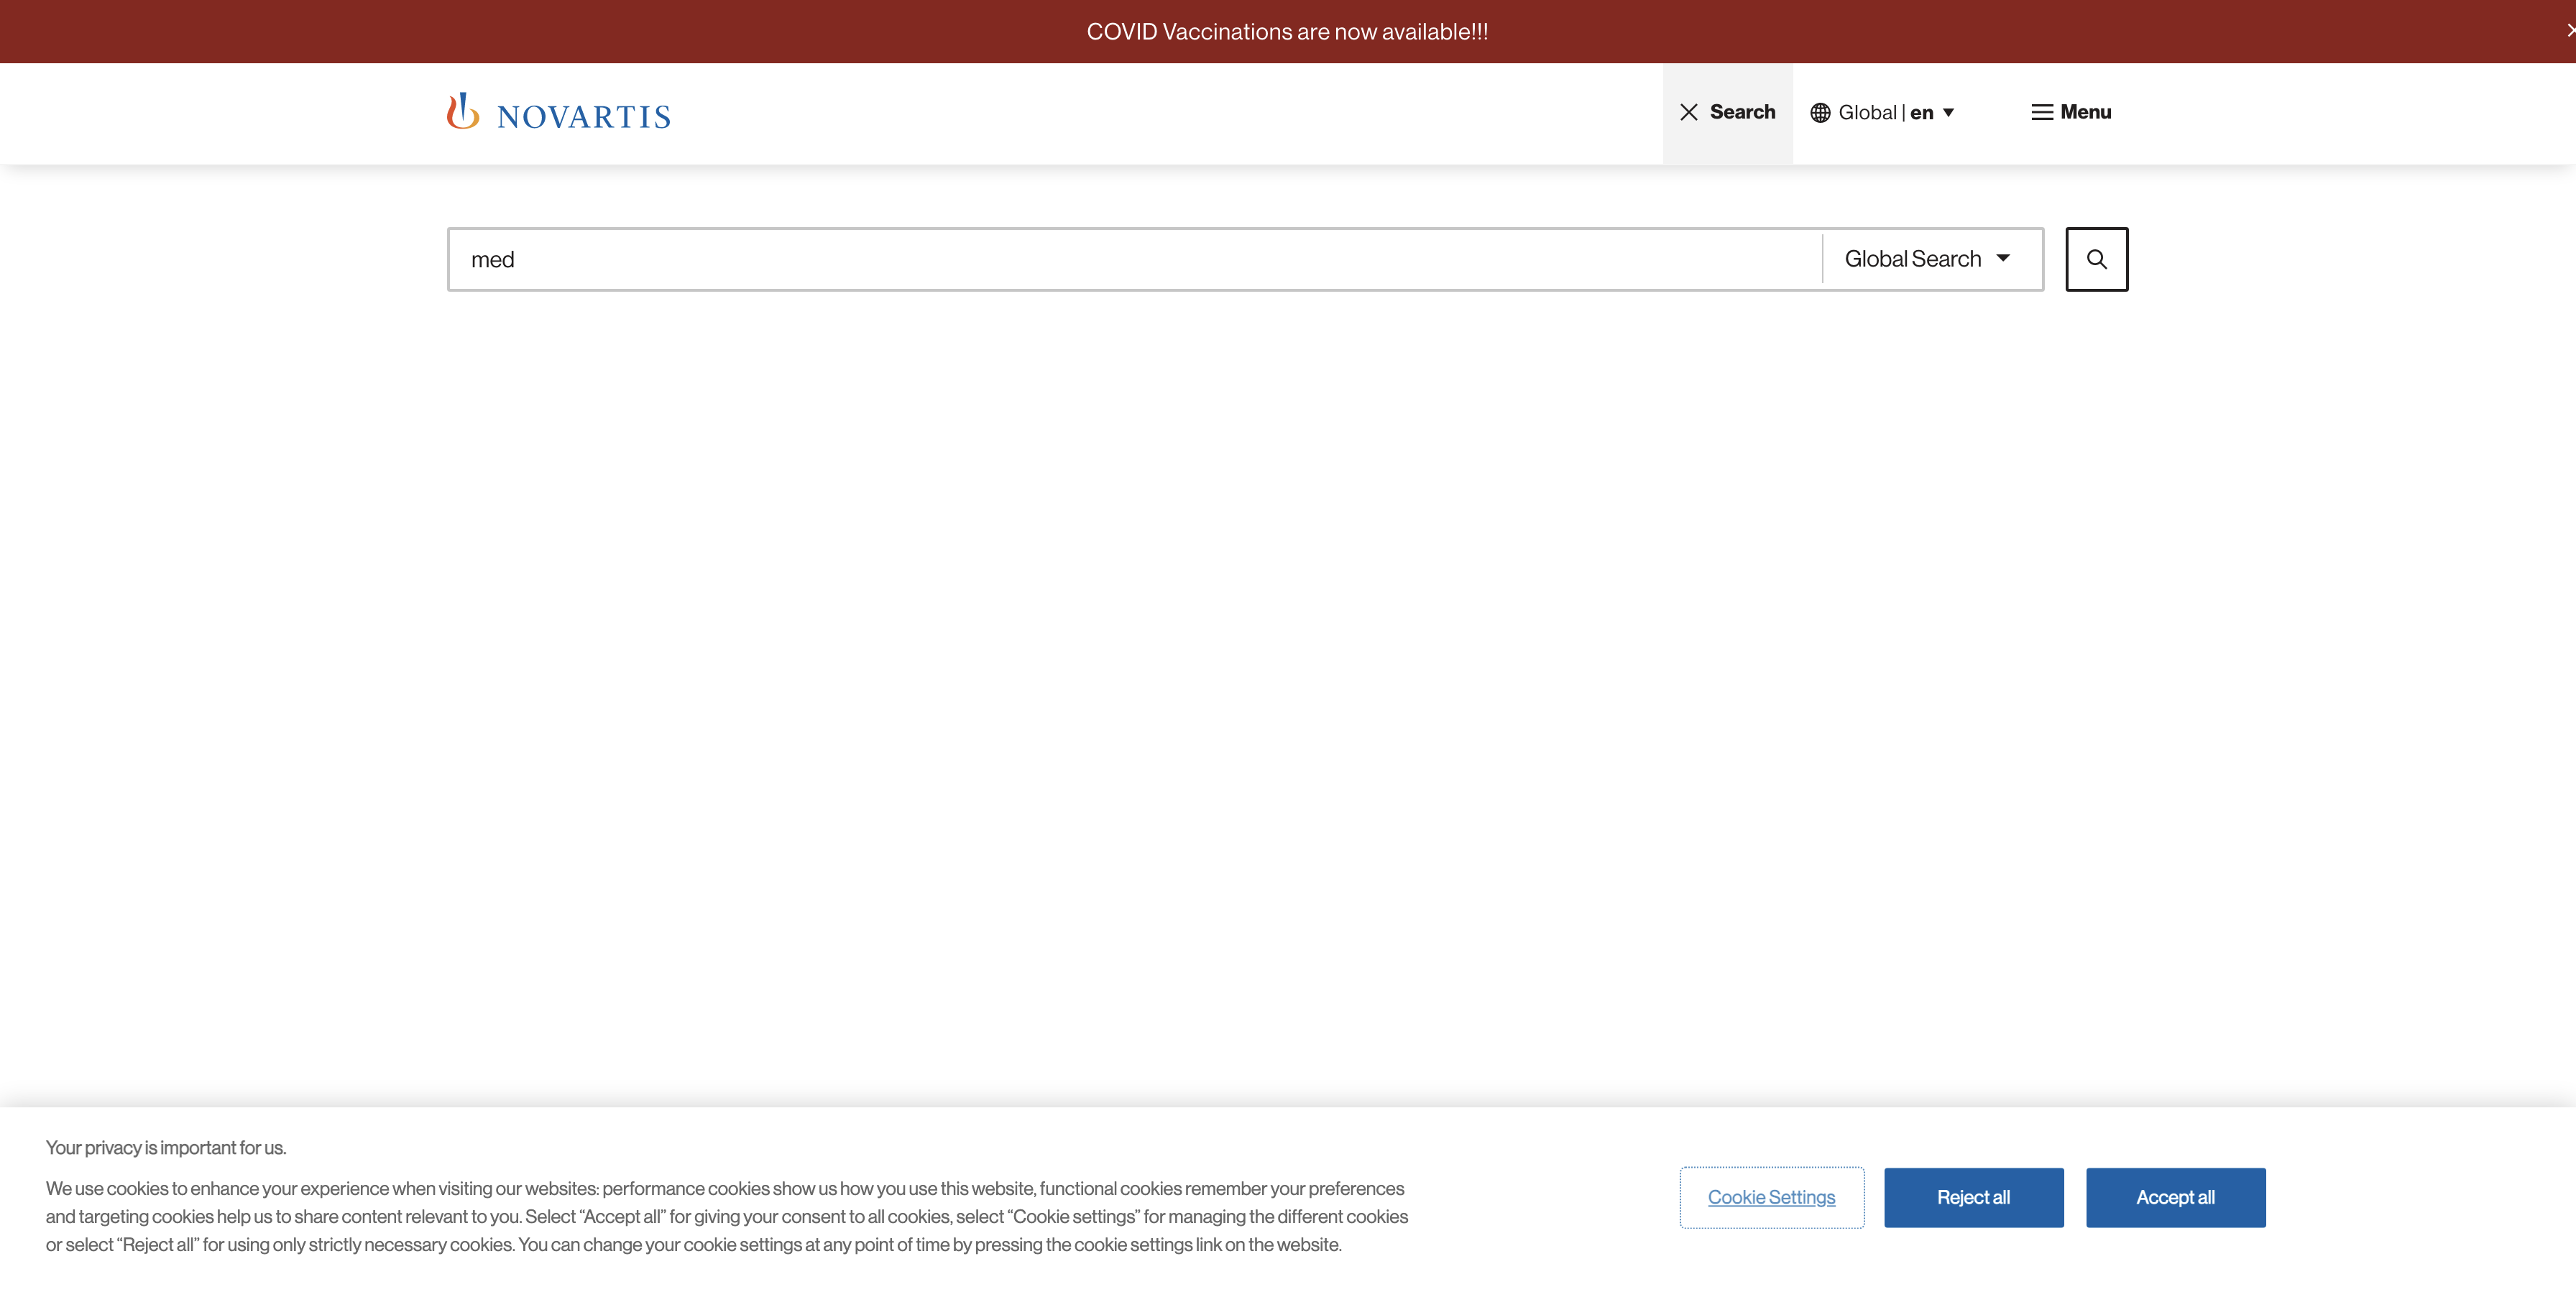 COVID Vaccinations are now available!!!
NOVARTIS
Search
Global | en
Menu
med
Global Search
Your privacy is important for us.
We use cookies to enhance your experience when visiting our websites: performance cookies show us how you use this website, functional cookies remember your preferences
and targeting cookies help us to share content relevant to you. Select “Accept all” for giving your consent to all cookies, select “Cookie settings” for managing the different cookies
or select “Reject all” for using only strictly necessary cookies. You can change your cookie settings at any point of time by pressing the cookie settings link on the website.
Cookie Settings
Reject all
Accept all